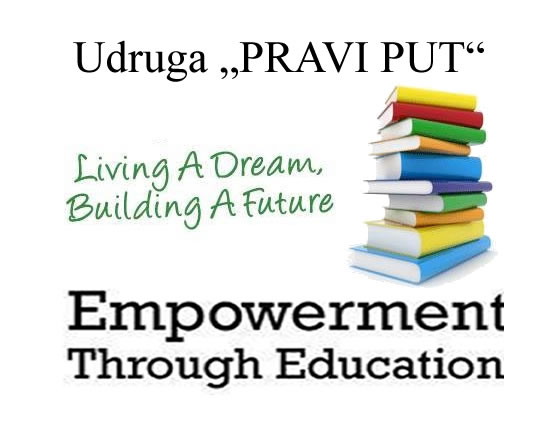 Udruga „PRAVI PUT“
Living A Dream,
Building A Future
Empowerment
Through Education